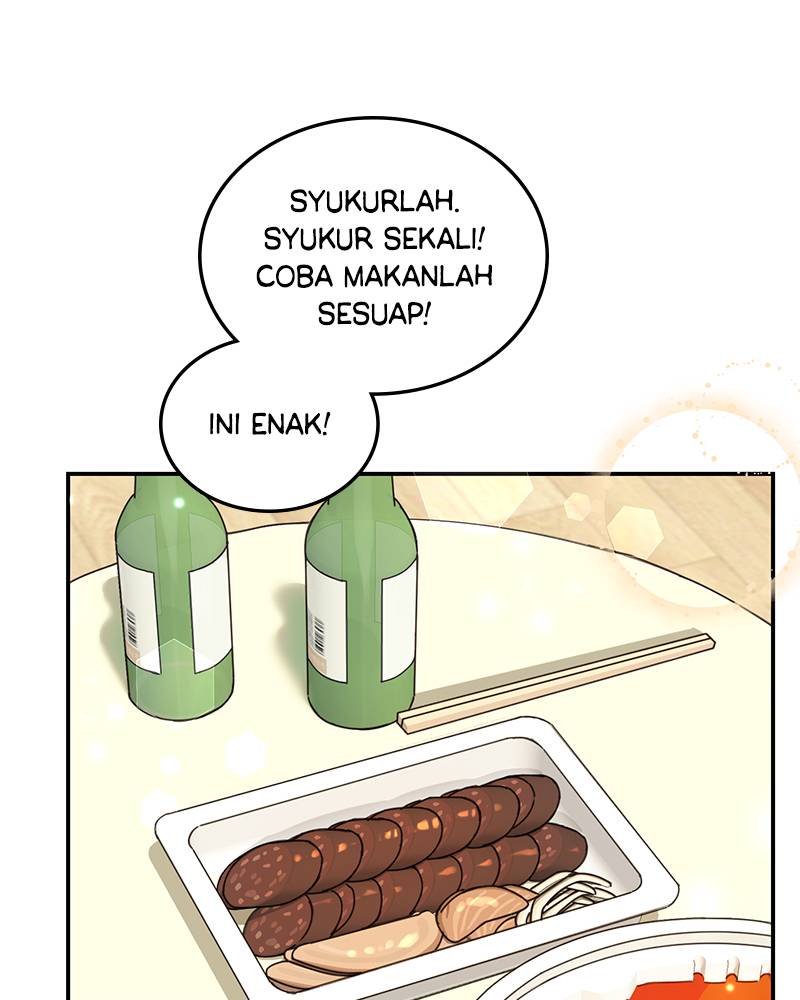 SYUKURLAH.
SYUKUR SEKALI!
COBA MAKANLAH
SESUAP!
INI ENAK!